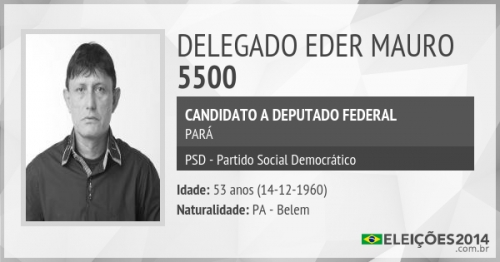 DELEGADO EDER MAURO
5500
CANDIDATO A DEPUTADO FEDERAL
PARÁ
PSD - Partido Social Democrático
Idade: 53 anos (14-12-1960)
Naturalidade: PA - Belem
ELEIÇÕES2014
.com.br